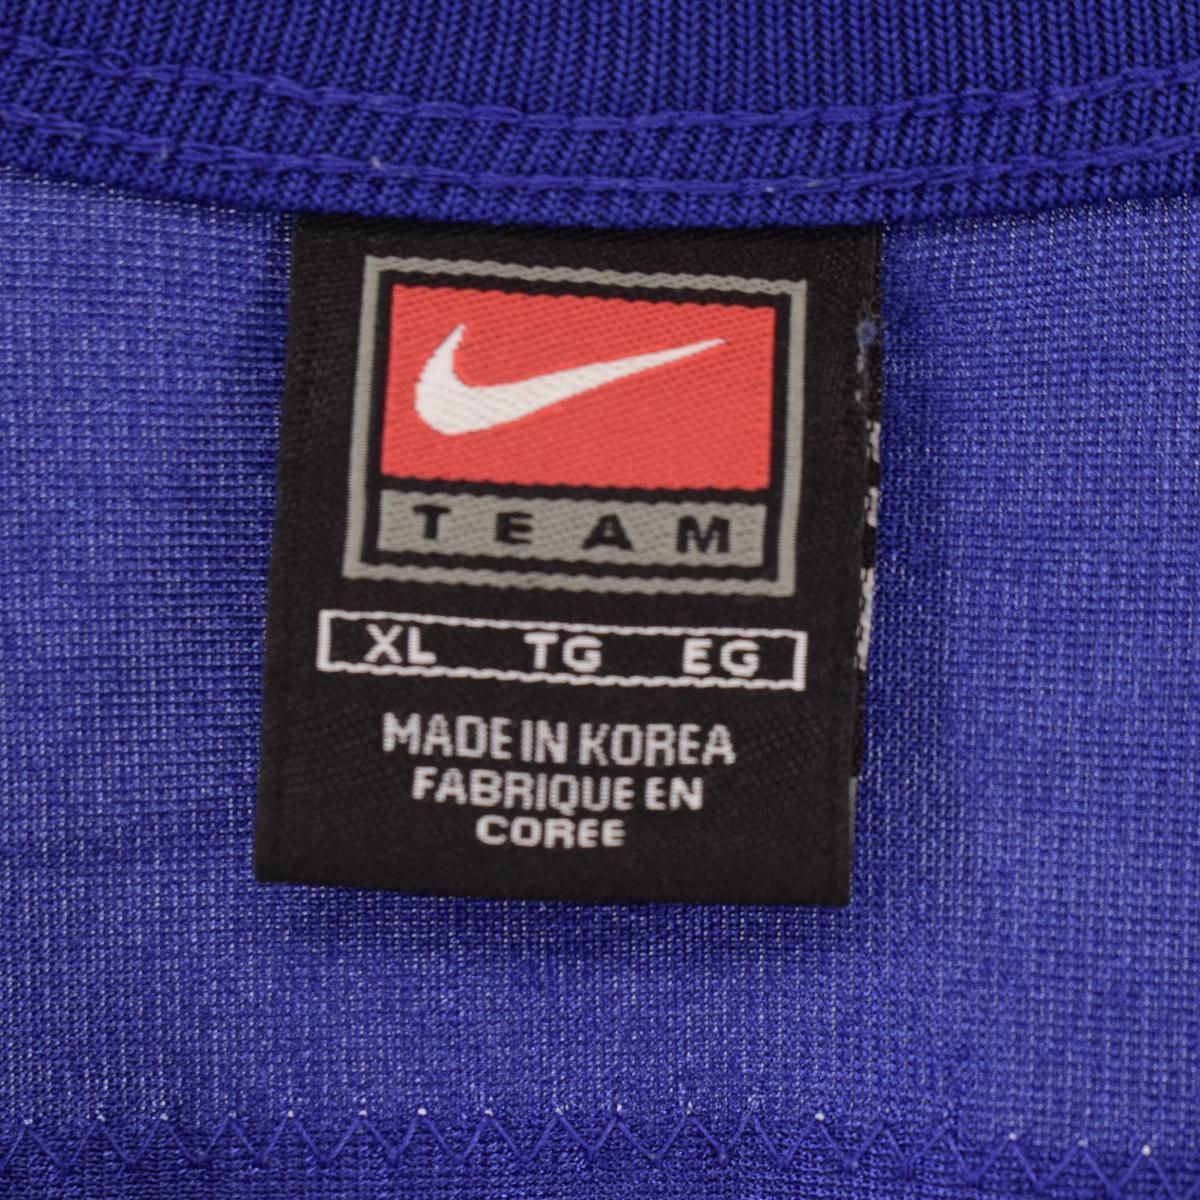 TEAM
XL TG EG
MADE IN KOREA
FABRIQUE EN
COREE